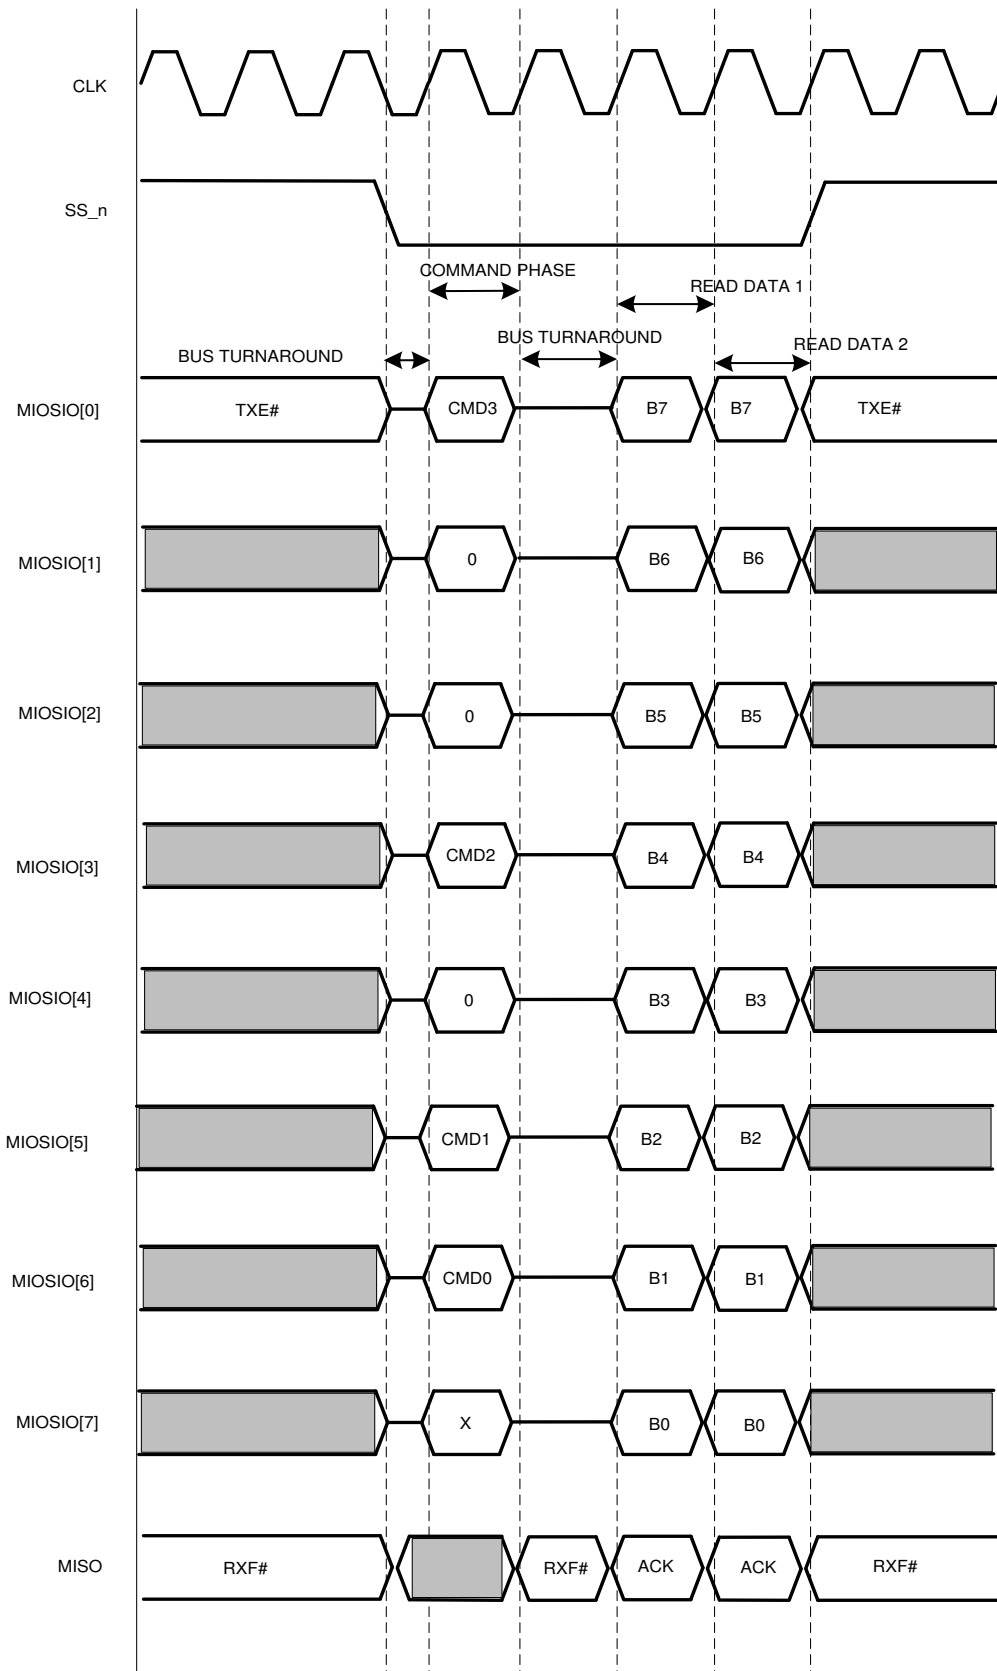 CLK
SS_n
COMMAND PHASE
READ DATA 1
BUS TURNAROUND
READ DATA 2
BUS TURNAROUND
MIOSIO[0] TXE# CMD3 B7 B7 TXE#
MIOSIO[1] 0 B6 B6
MIOSIO[2] 0 B5 B5
MIOSIO[3] CMD2 B4 B4
MIOSIO[4] 0 B3 B3
MIOSIO[5] CMD1 B2 B2
MIOSIO[6] CMD0 B1 B1
MIOSIO[7] X B0 B0
MISO RXF# RXF# ACK ACK RXF#